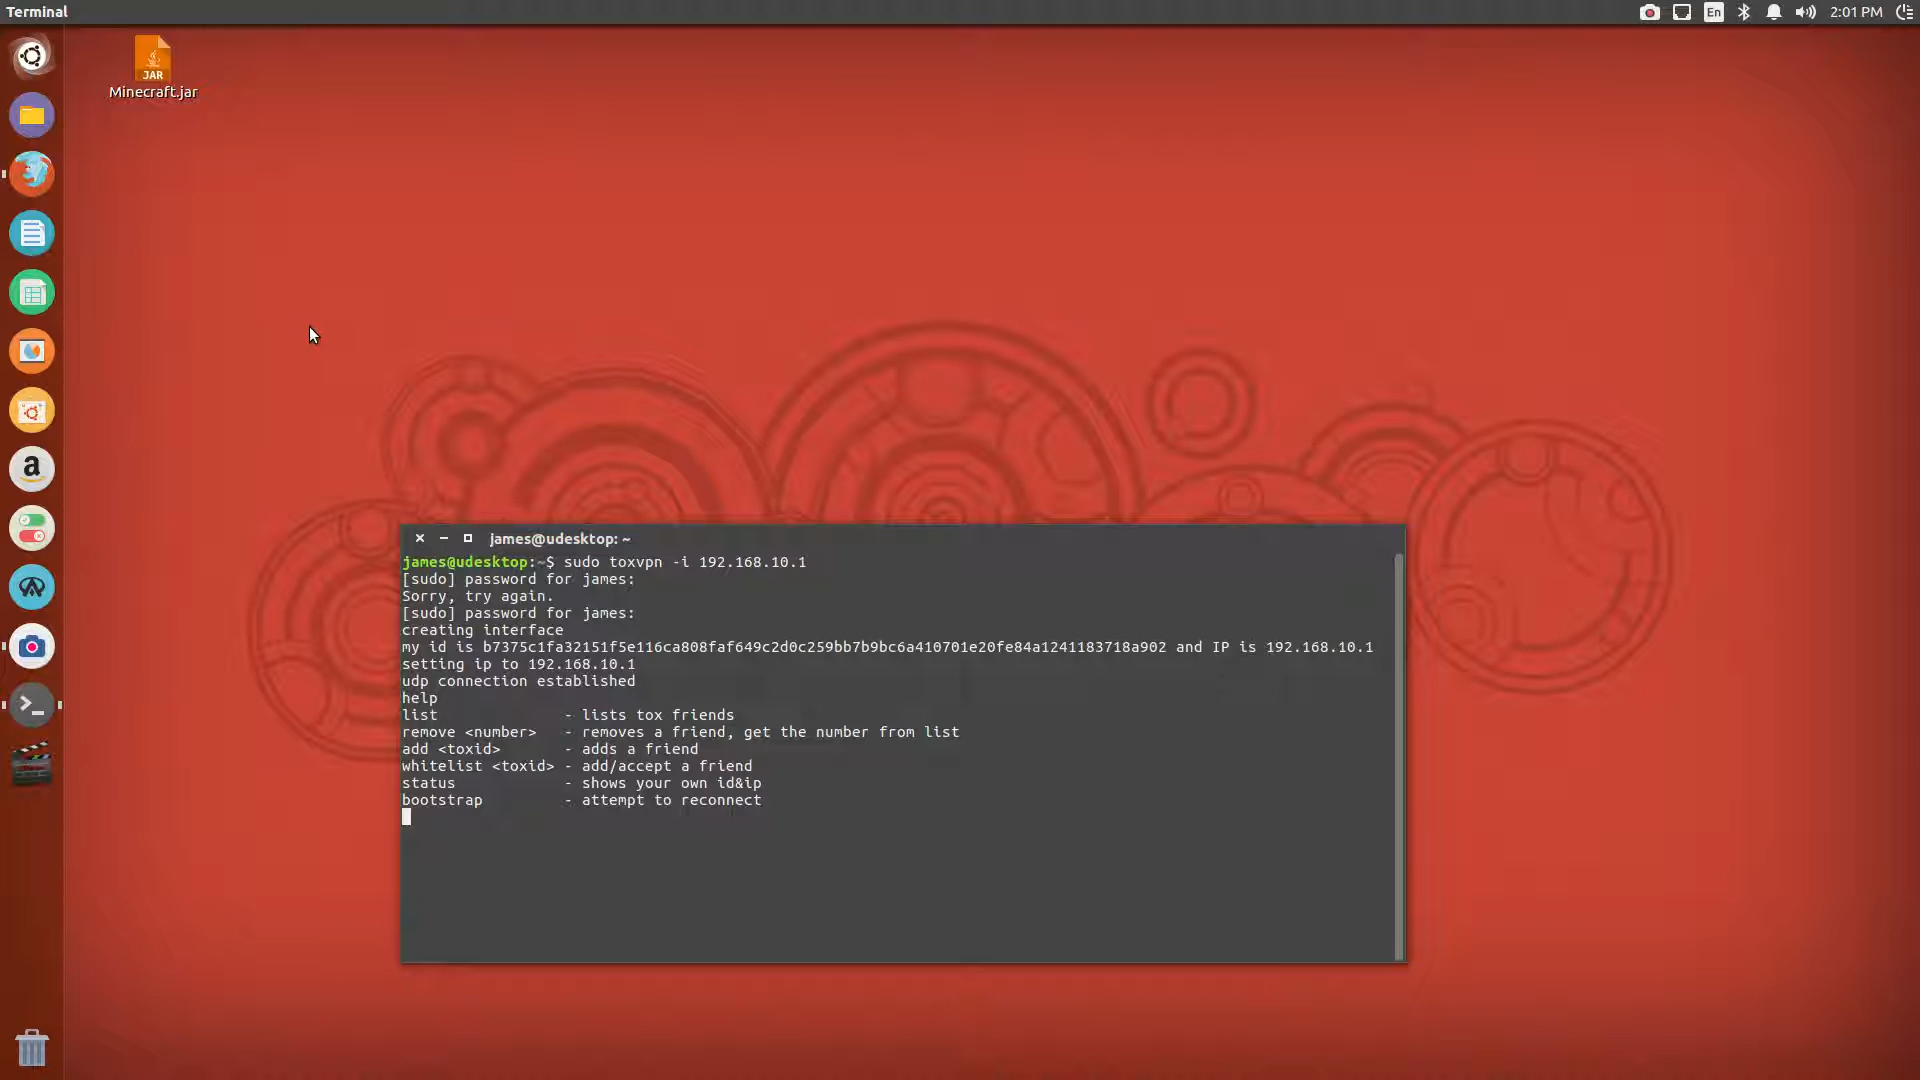 Terminal
En
2:01 PM
JAR
Minecraft.jar
a
james@udesktop: ~
james@udesktop:~$ sudo toxvpn -i 192.168.10.1
[sudo] password for james:
Sorry, try again.
[sudo] password for james:
creating interface
my id is b7375c1fa32151f5e116ca808faf649c2d0c259bb7b9bc6a410701e20fe84a1241183718a902 and IP is 192.168.10.1
setting ip to 192.168.10.1
udp connection established
help
list              - lists tox friends
remove <number>   - removes a friend, get the number from list
add <toxid>       - adds a friend
whitelist <toxid> - add/accept a friend
status            - shows your own id&ip
bootstrap         - attempt to reconnect